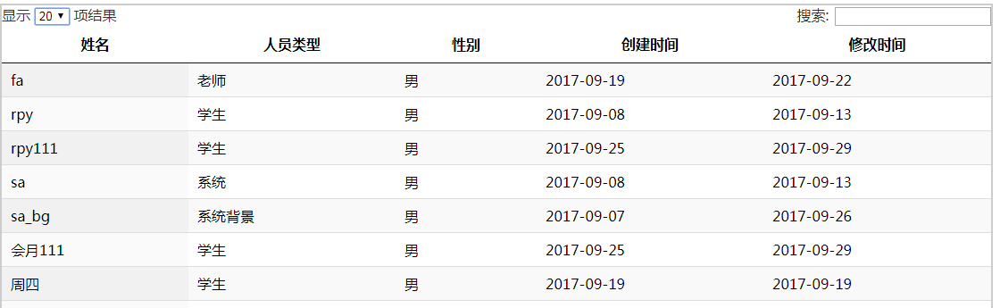 显示 20 项结果 搜索:
姓名 人员类型 性别 创建时间 修改时间
fa 老师 男 2017-09-19 2017-09-22
rpy 学生 男 2017-09-08 2017-09-13
rpy111 学生 男 2017-09-25 2017-09-29
sa 系统 男 2017-09-08 2017-09-13
sa_bg 系统背景 男 2017-09-07 2017-09-26
会月111 学生 男 2017-09-25 2017-09-29
周四 学生 男 2017-09-19 2017-09-19